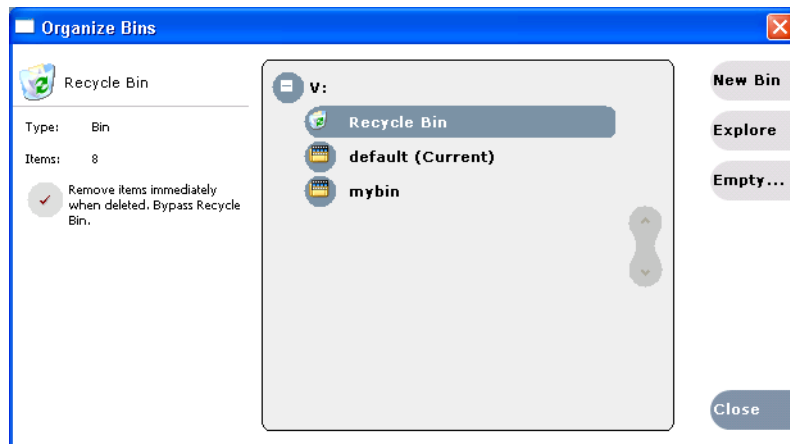 Organize Bins
Recycle Bin
Type: Bin
Items: 8
Remove items immediately
when deleted. Bypass Recycle
Bin.
V:
Recycle Bin
default (Current)
mybin
New Bin
Explore
Empty...
Close